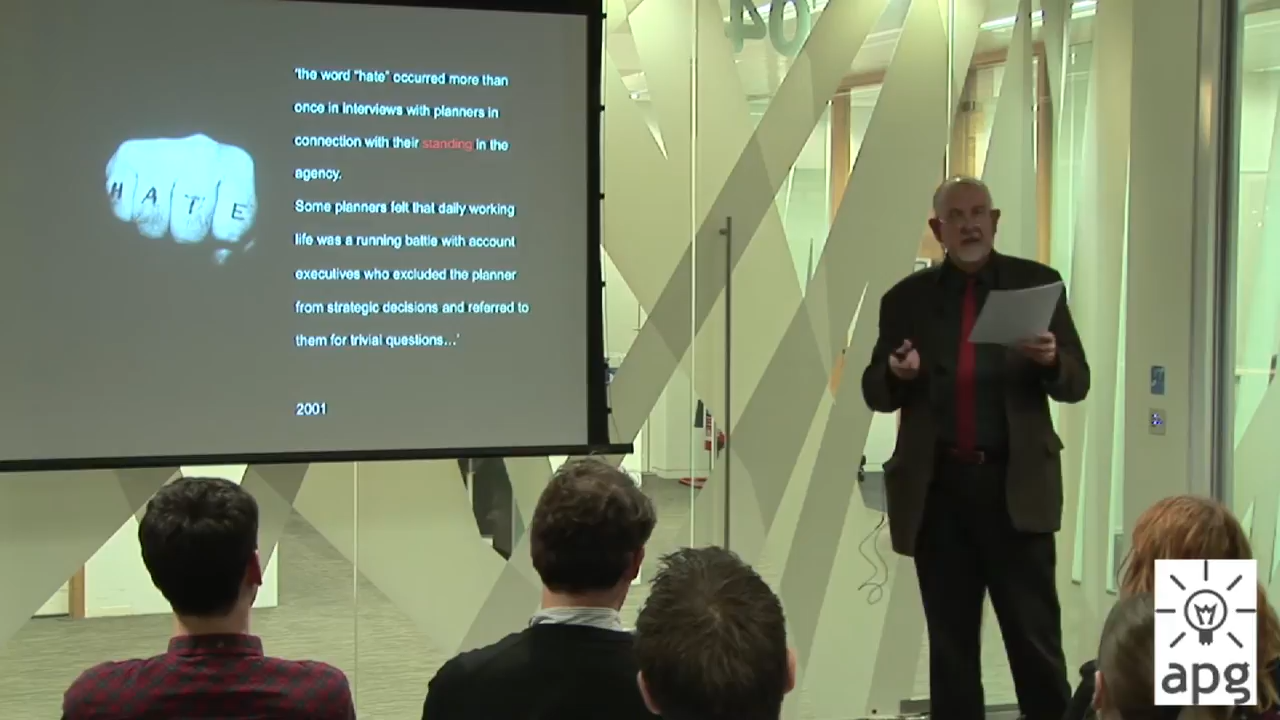 04
'the word "hate" occurred more than
once in interviews with planners in
connection with their standing in the
agency.
Some planners felt that daily working
life was a running battle with account
executives who excluded the planner
from strategic decisions and referred to
them for trivial questions...'
2001
HATE
apg